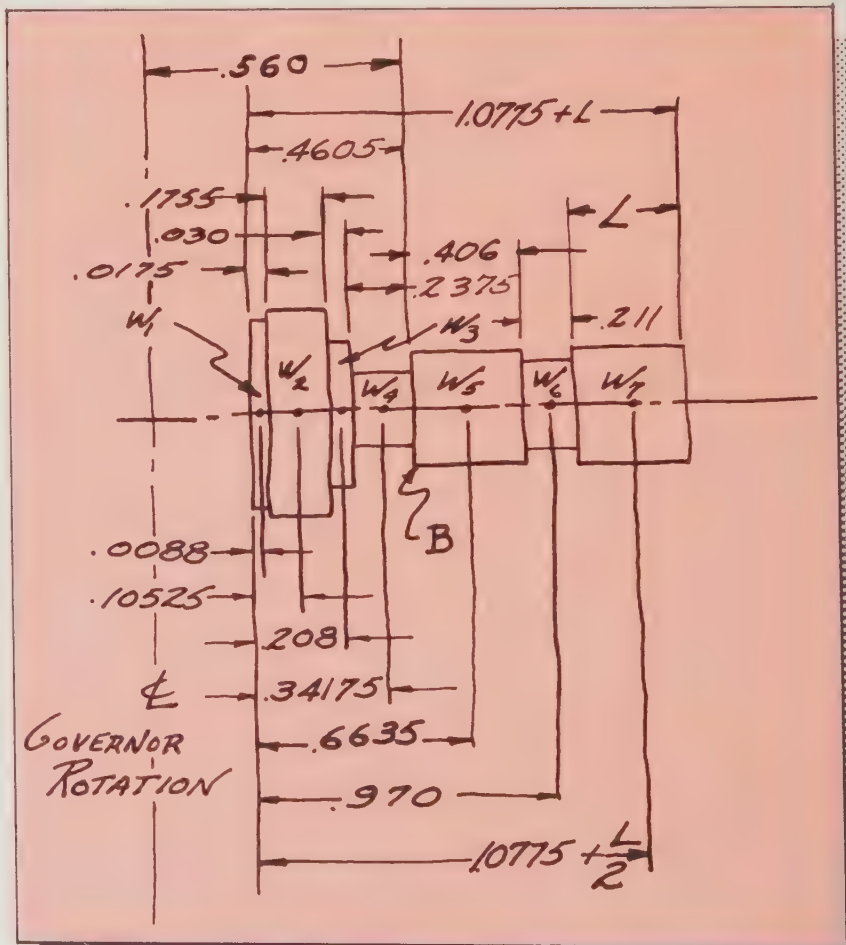 .560
1.0775+L
.4605
.1755
L
.030
.406
.0175
.2375
W1
W3
.211
W2
W4
W5
W6
W7
B
.0088
.10525
.208
℄
.34175
GOVERNOR
.6635
ROTATION
.970
1.0775 + L/2